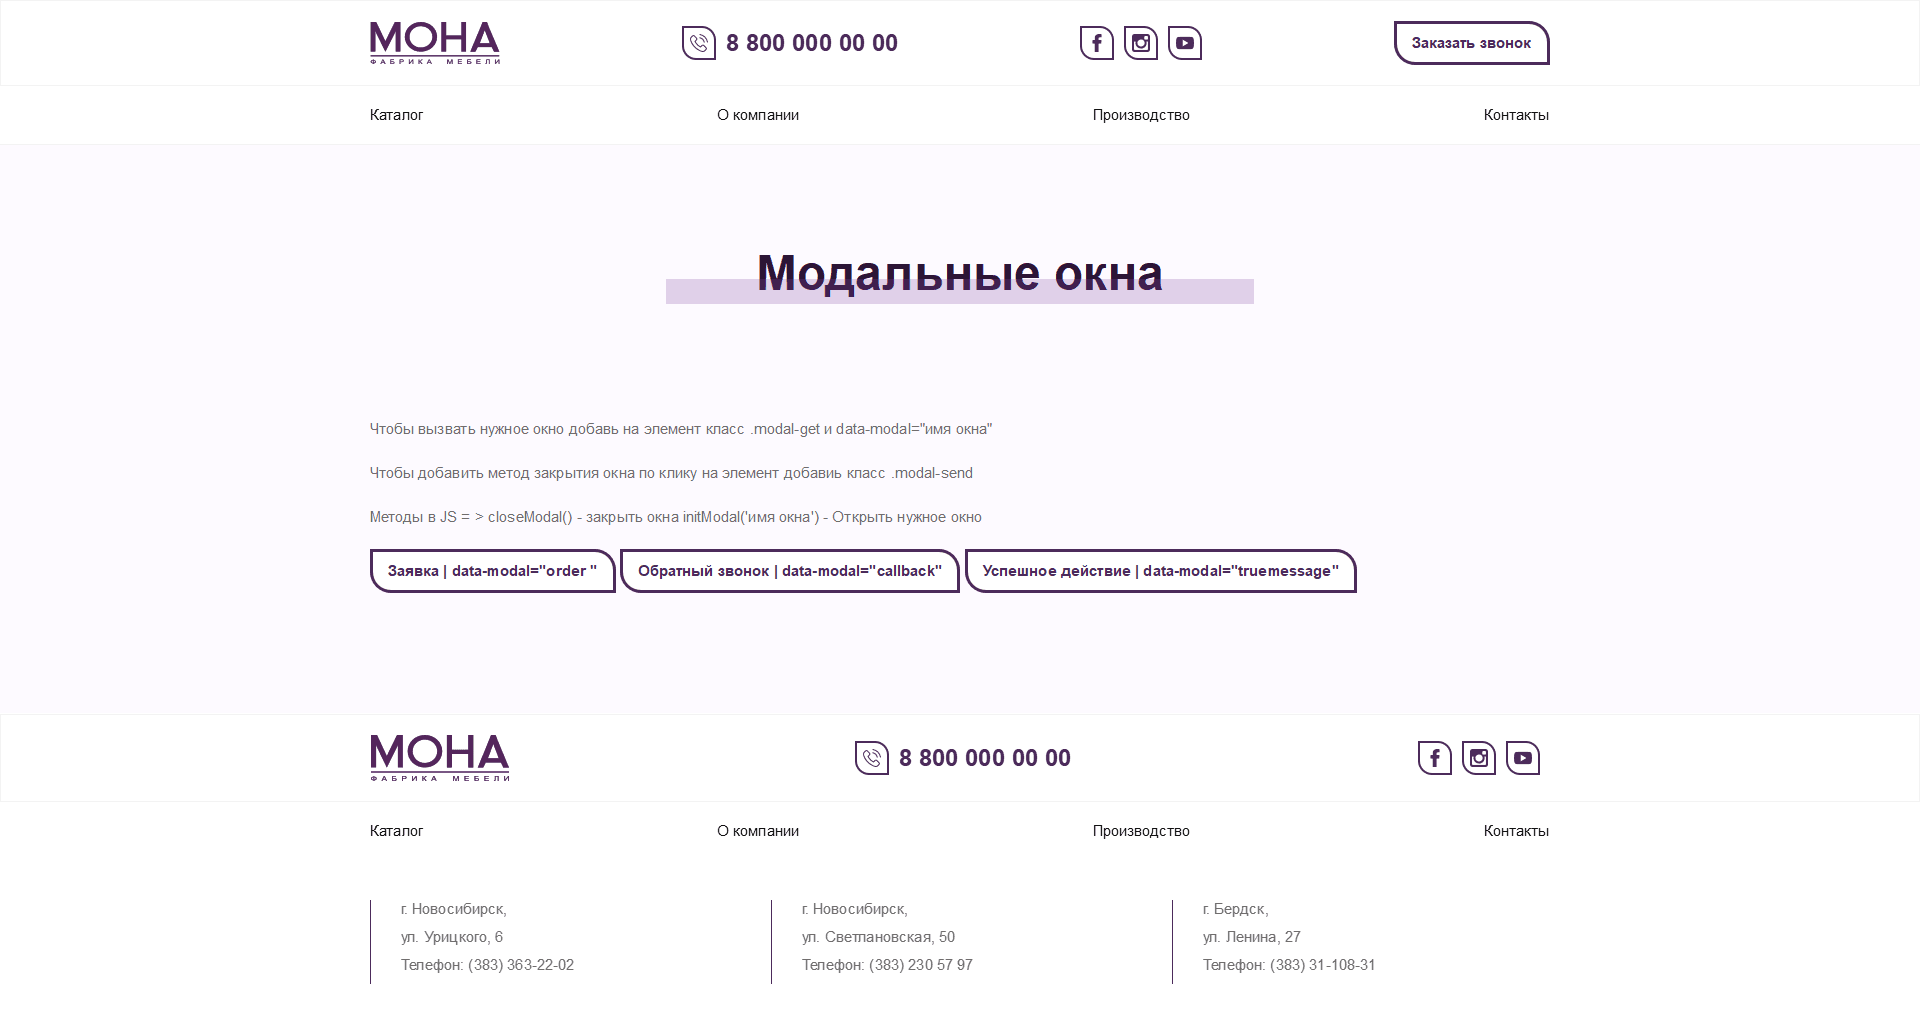 МОНА
ФАБРИКА МЕБЕЛИ
8 800 000 00 00
Заказать звонок
Каталог
О компании
Производство
Контакты
Модальные окна
Чтобы вызвать нужное окно добавь на элемент класс .modal-get и data-modal="имя окна"
Чтобы добавить метод закрытия окна по клику на элемент добавиь класс .modal-send
Методы в JS = > closeModal() - закрыть окна initModal('имя окна') - Открыть нужное окно
Заявка | data-modal="order "
Обратный звонок | data-modal="callback"
Успешное действие | data-modal="truemessage"
МОНА
ФАБРИКА МЕБЕЛИ
8 800 000 00 00
Каталог
О компании
Производство
Контакты
г. Новосибирск,
ул. Урицкого, 6
Телефон: (383) 363-22-02
г. Новосибирск,
ул. Светлановская, 50
Телефон: (383) 230 57 97
г. Бердск,
ул. Ленина, 27
Телефон: (383) 31-108-31